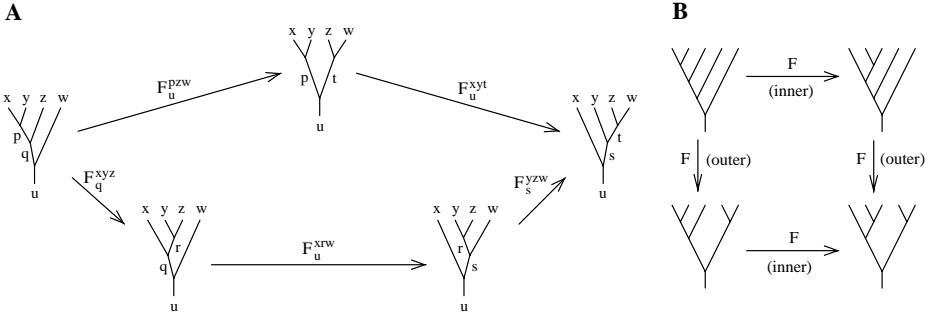 A
B
x y z w
p t
u
F_u^{pzw}
F_u^{xyt}
x y z w
p
q
u
x y z w
t
s
u
F_q^{xyz}
F_s^{yzw}
x y z w
r
q
u
F_u^{xrw}
x y z w
r
s
u
F
(inner)
F (outer)
F (outer)
F
(inner)